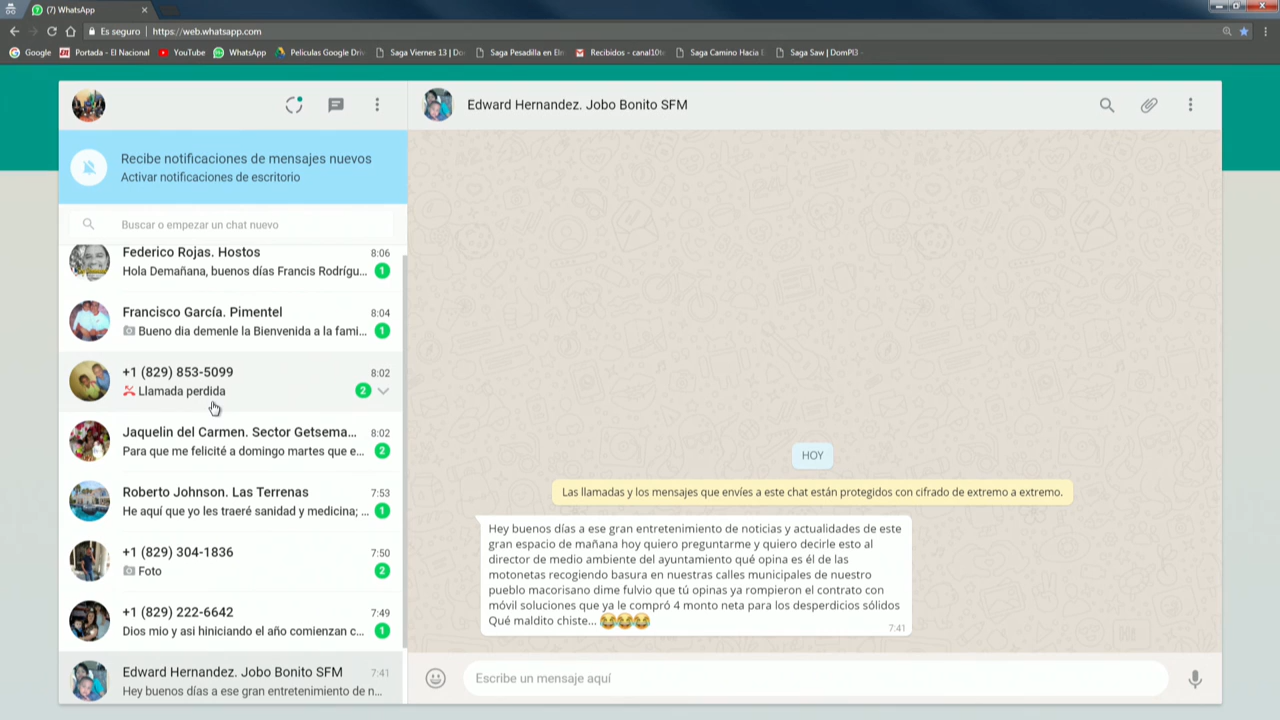 (7) WhatsApp
Es seguro | https://web.whatsapp.com
Google Portada - El Nacional YouTube WhatsApp Peliculas Google Driv Saga Viernes 13 | Do Saga Pesadilla en El Recibidos - canal10t Saga Camino Hacia Saga Saw | DomPl3
Edward Hernandez. Jobo Bonito SFM
Recibe notificaciones de mensajes nuevos
Activar notificaciones de escritorio
Buscar o empezar un chat nuevo
Federico Rojas. Hostos 8:06
Hola Demañana, buenos días Francis Rodrígu... 1
Francisco García. Pimentel 8:04
Bueno dia demenle la Bienvenida a la fami... 1
+1 (829) 853-5099 8:02
Llamada perdida 2
Jaquelin del Carmen. Sector Getsema... 8:02
Para que me felicité a domingo martes que e... 2
Roberto Johnson. Las Terrenas 7:53
He aquí que yo les traeré sanidad y medicina; ... 1
+1 (829) 304-1836 7:50
Foto 2
+1 (829) 222-6642 7:49
Dios mio y asi hiniciando el año comienzan c... 1
Edward Hernandez. Jobo Bonito SFM 7:41
Hey buenos días a ese gran entretenimiento de n...
HOY
Las llamadas y los mensajes que envíes a este chat están protegidos con cifrado de extremo a extremo.
Hey buenos días a ese gran entretenimiento de noticias y actualidades de este
gran espacio de mañana hoy quiero preguntarme y quiero decirle esto al
director de medio ambiente del ayuntamiento qué opina es él de las
motonetas recogiendo basura en nuestras calles municipales de nuestro
pueblo macorisano dime fulvio que tú opinas ya rompieron el contrato con
móvil soluciones que ya le compró 4 monto neta para los desperdicios sólidos
Qué maldito chiste... 😂😂😂
7:41
Escribe un mensaje aquí